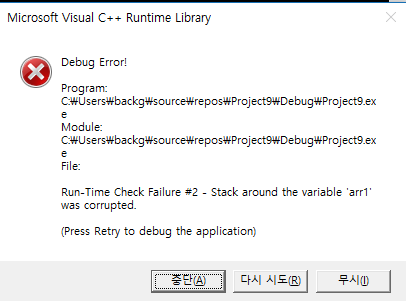 Microsoft Visual C++ Runtime Library
Debug Error!
Program:
C:₩Users₩backg₩source₩repos₩Project9₩Debug₩Project9.ex
e
Module:
C:₩Users₩backg₩source₩repos₩Project9₩Debug₩Project9.ex
e
File:
Run-Time Check Failure #2 - Stack around the variable 'arr1'
was corrupted.
(Press Retry to debug the application)
중단(A) 다시 시도(R) 무시(I)